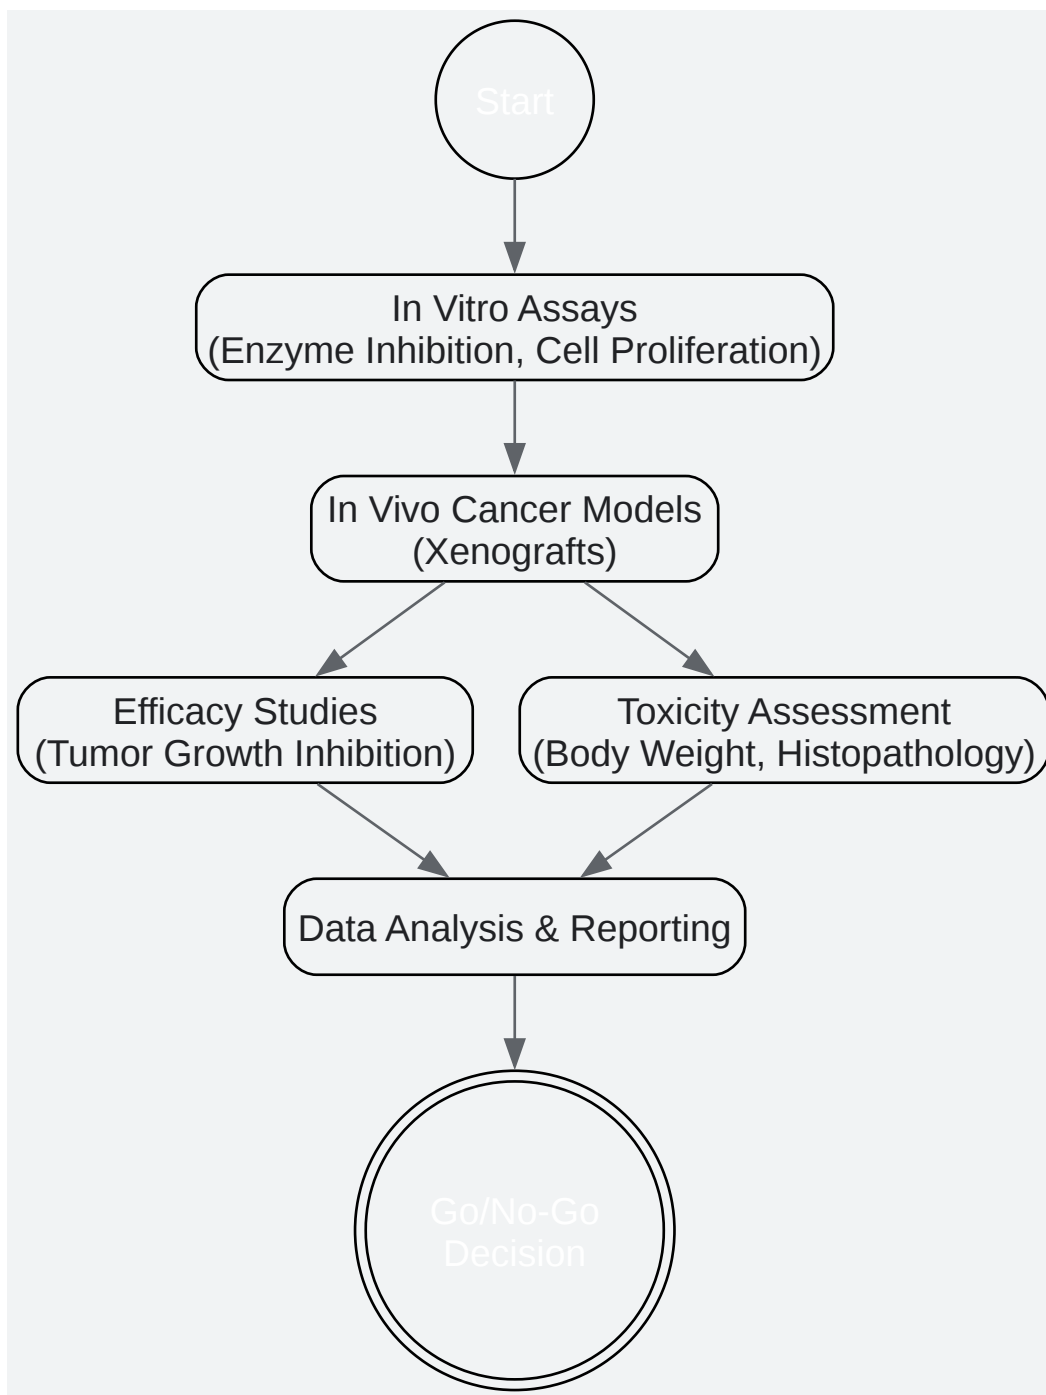 Start
In Vitro Assays
(Enzyme Inhibition, Cell Proliferation)
In Vivo Cancer Models
(Xenografts)
Efficacy Studies
(Tumor Growth Inhibition)
Toxicity Assessment
(Body Weight, Histopathology)
Data Analysis & Reporting
Go/No-Go
Decision